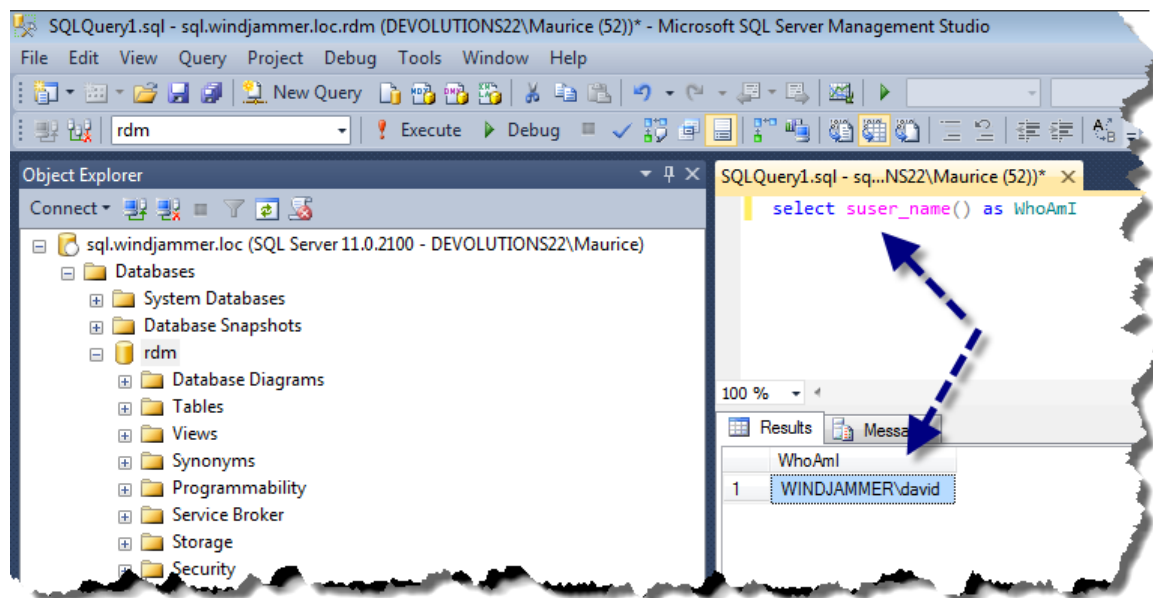 SQLQuery1.sql - sql.windjammer.loc.rdm (DEVOLUTIONS22\Maurice (52))* - Microsoft SQL Server Management Studio
File Edit View Query Project Debug Tools Window Help
New Query
rdm Execute Debug
Object Explorer
Connect
sql.windjammer.loc (SQL Server 11.0.2100 - DEVOLUTIONS22\Maurice)
Databases
System Databases
Database Snapshots
rdm
Database Diagrams
Tables
Views
Synonyms
Programmability
Service Broker
Storage
Security
SQLQuery1.sql - sq...NS22\Maurice (52))*
select suser_name() as WhoAmI
100 %
Results
WhoAmI
1 WINDJAMMER\david